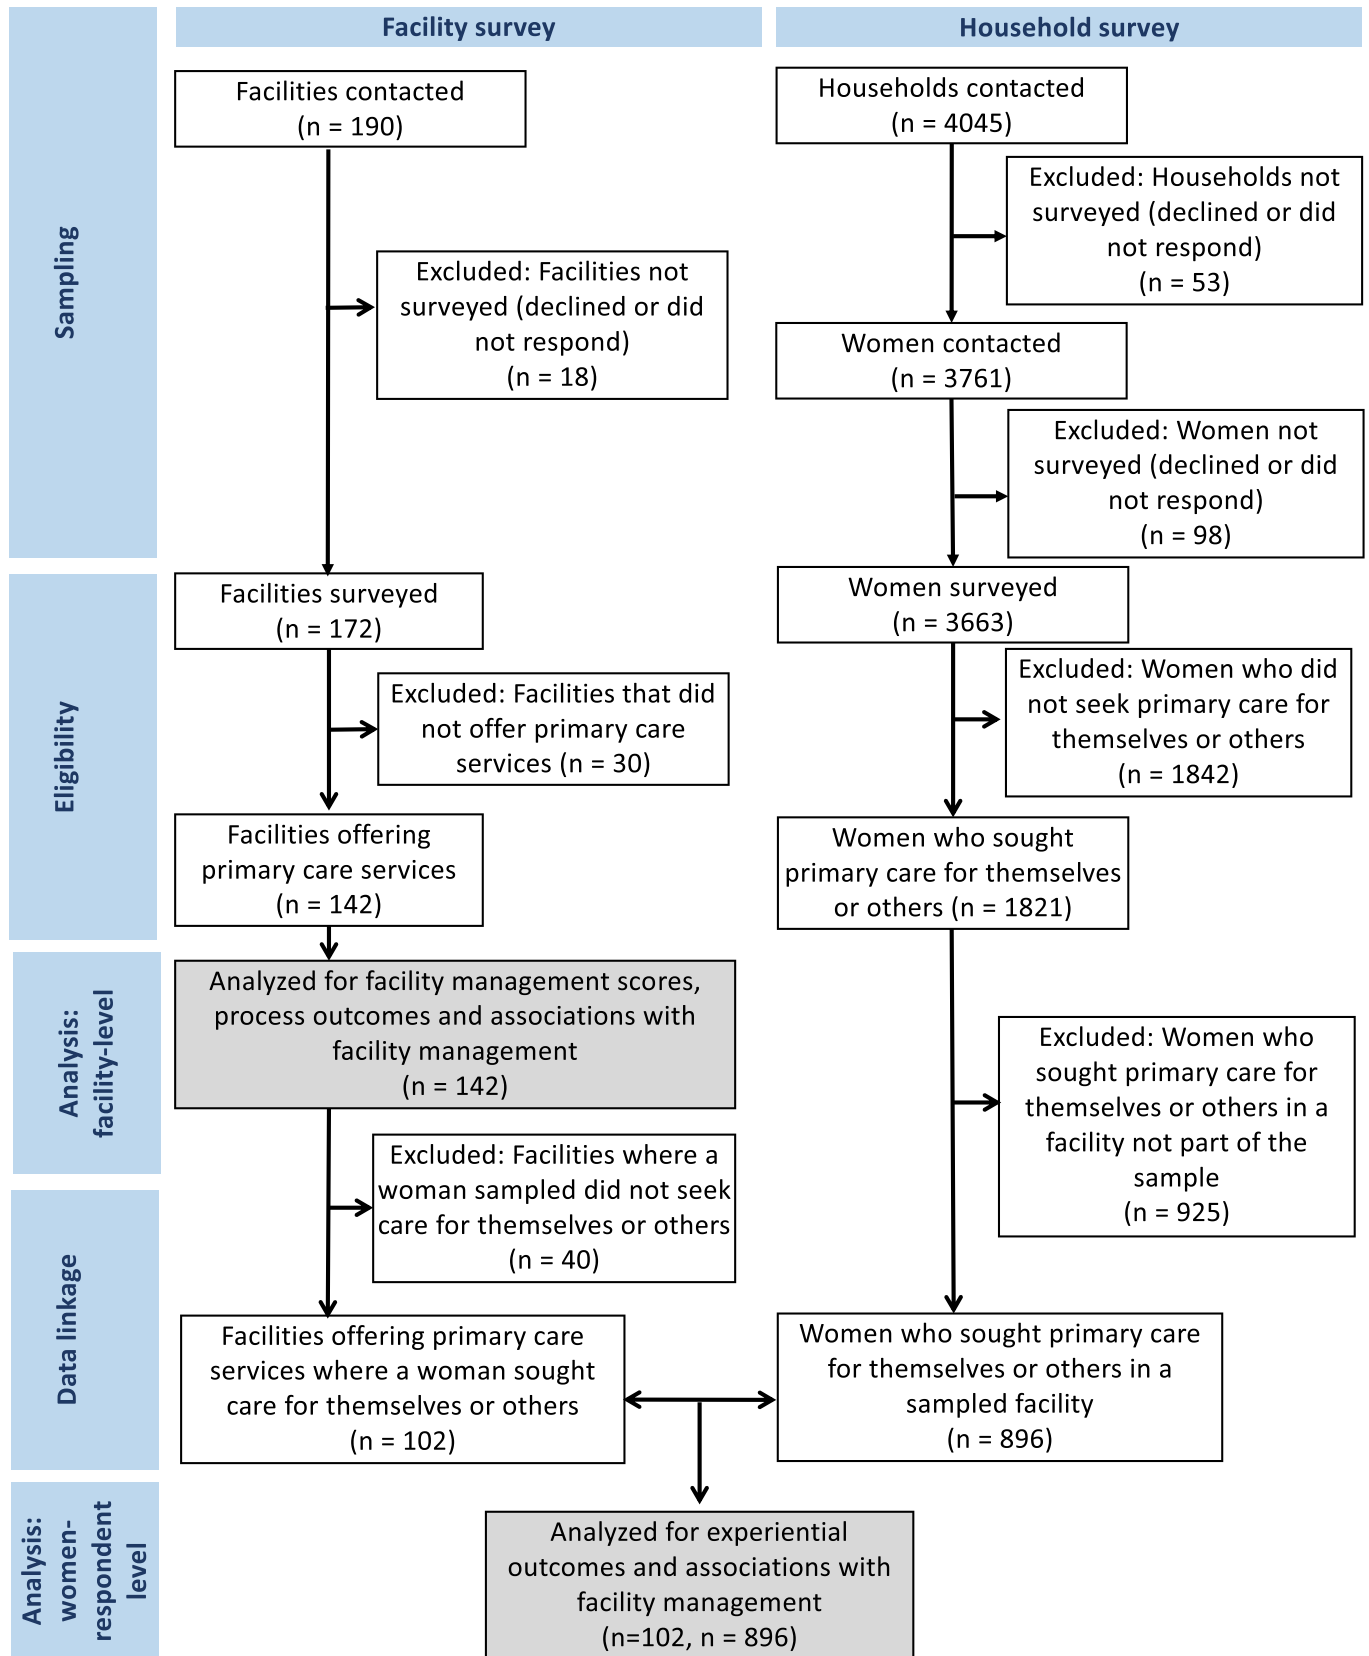 Facility survey
Household survey
Sampling
Facilities contacted
(n = 190)
Excluded: Facilities not
surveyed (declined or did
not respond)
(n = 18)
Households contacted
(n = 4045)
Excluded: Households not
surveyed (declined or did
not respond)
(n = 53)
Women contacted
(n = 3761)
Excluded: Women not
surveyed (declined or did
not respond)
(n = 98)
Eligibility
Facilities surveyed
(n = 172)
Excluded: Facilities that did
not offer primary care
services (n = 30)
Facilities offering
primary care services
(n = 142)
Women surveyed
(n = 3663)
Excluded: Women who did
not seek primary care for
themselves or others
(n = 1842)
Women who sought
primary care for themselves
or others (n = 1821)
Analysis:
facility-level
Analyzed for facility management scores,
process outcomes and associations with
facility management
(n = 142)
Excluded: Facilities where a
woman sampled did not seek
care for themselves or others
(n = 40)
Excluded: Women who
sought primary care for
themselves or others in a
facility not part of the
sample
(n = 925)
Data linkage
Facilities offering primary care
services where a woman sought
care for themselves or others
(n = 102)
Women who sought primary care
for themselves or others in a
sampled facility
(n = 896)
Analysis:
women-
respondent
level
Analyzed for experiential
outcomes and associations with
facility management
(n=102, n = 896)